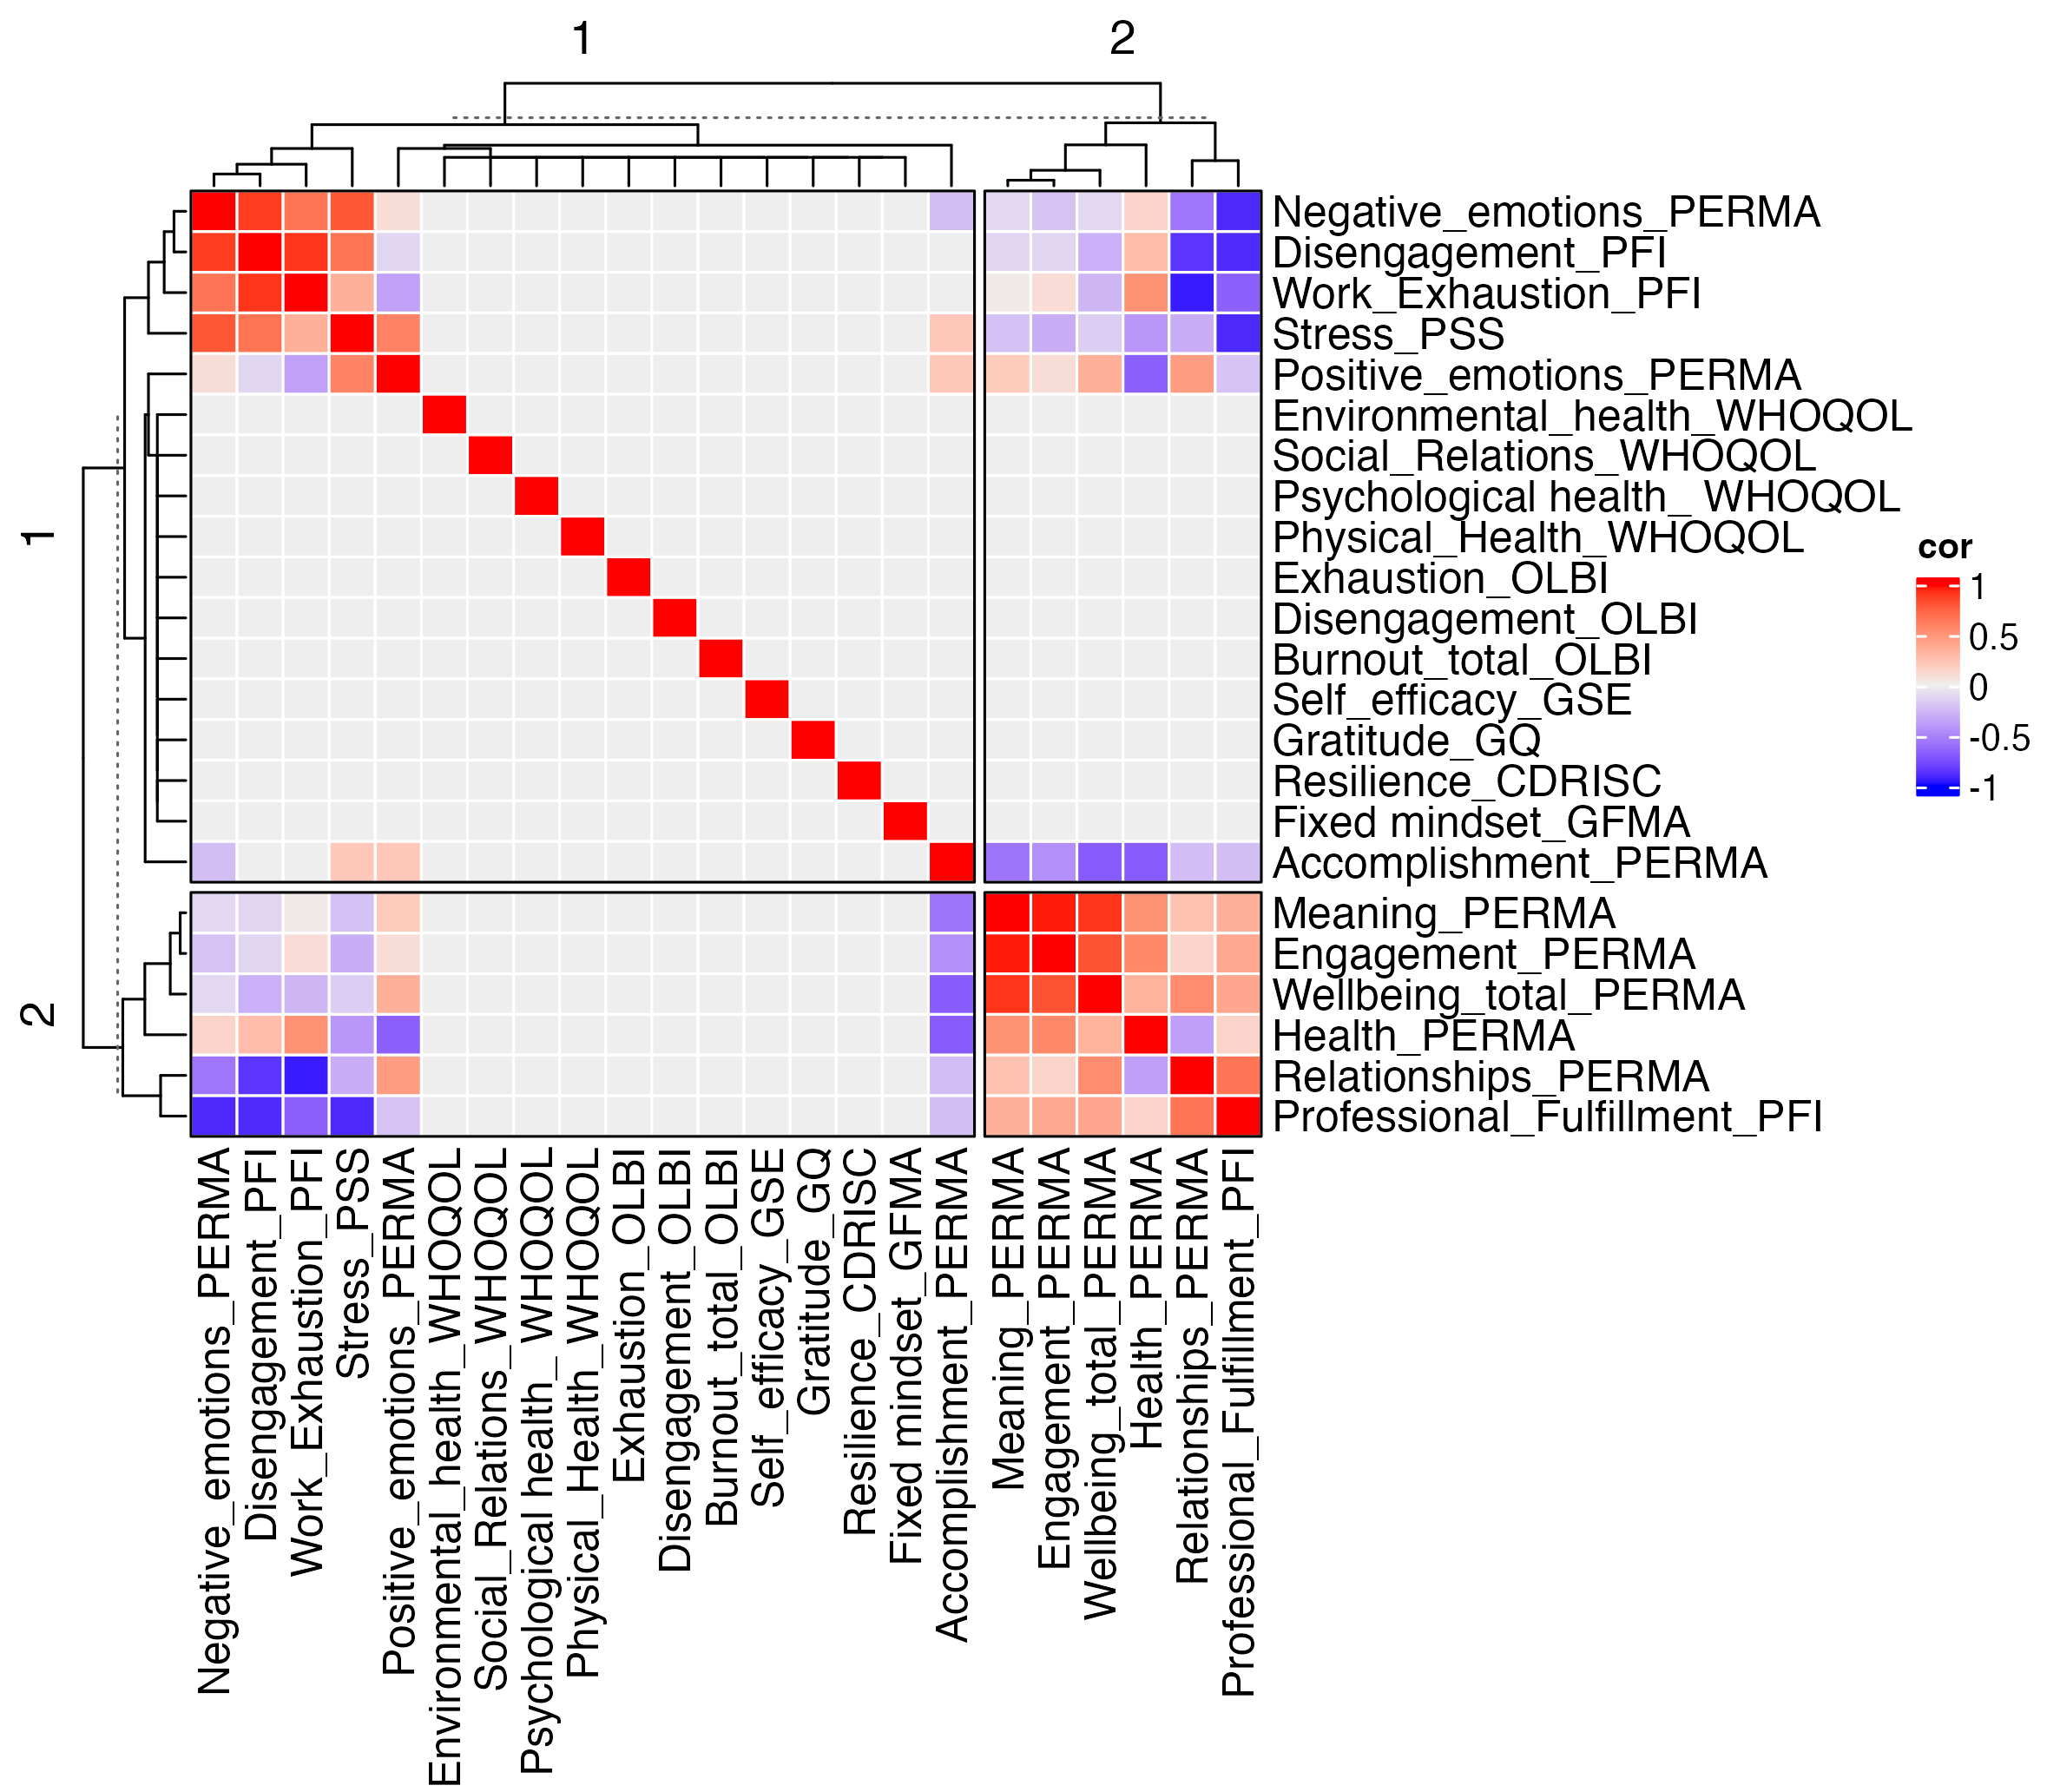 1
2
1
2
Negative_emotions_PERMA
Disengagement_PFI
Work_Exhaustion_PFI
Stress_PSS
Positive_emotions_PERMA
Environmental_health_WHOQOL
Social_Relations_WHOQOL
Psychological health_ WHOQOL
Physical_Health_WHOQOL
Exhaustion_OLBI
Disengagement_OLBI
Burnout_total_OLBI
Self_efficacy_GSE
Gratitude_GQ
Resilience_CDRISC
Fixed mindset_GFMA
Accomplishment_PERMA
Meaning_PERMA
Engagement_PERMA
Wellbeing_total_PERMA
Health_PERMA
Relationships_PERMA
Professional_Fulfillment_PFI
cor
1
0.5
0
-0.5
-1
Negative_emotions_PERMA
Disengagement_PFI
Work_Exhaustion_PFI
Stress_PSS
Positive_emotions_PERMA
Environmental_health_WHOQOL
Social_Relations_WHOQOL
Psychological health_ WHOQOL
Physical_Health_WHOQOL
Exhaustion_OLBI
Disengagement_OLBI
Burnout_total_OLBI
Self_efficacy_GSE
Gratitude_GQ
Resilience_CDRISC
Fixed mindset_GFMA
Accomplishment_PERMA
Meaning_PERMA
Engagement_PERMA
Wellbeing_total_PERMA
Health_PERMA
Relationships_PERMA
Professional_Fulfillment_PFI